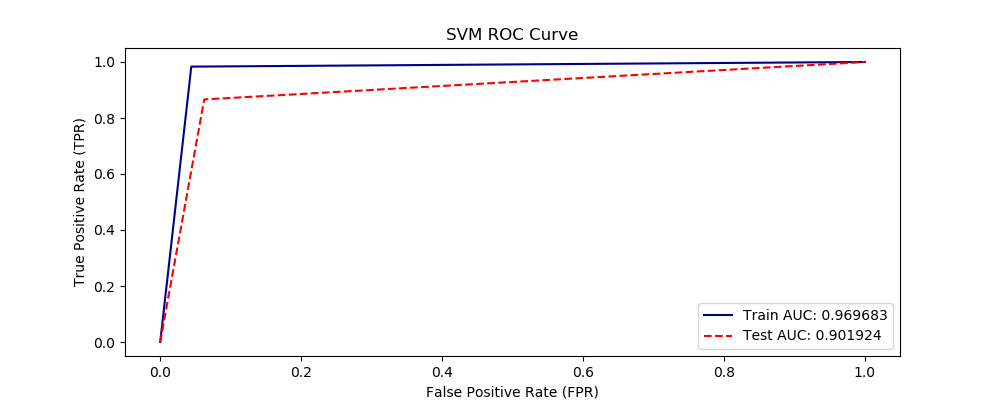 SVM ROC Curve
1.0
0.8
0.6
0.4
0.2
0.0
True Positive Rate (TPR)
Train AUC: 0.969683
Test AUC: 0.901924
0.0 0.2 0.4 0.6 0.8 1.0
False Positive Rate (FPR)